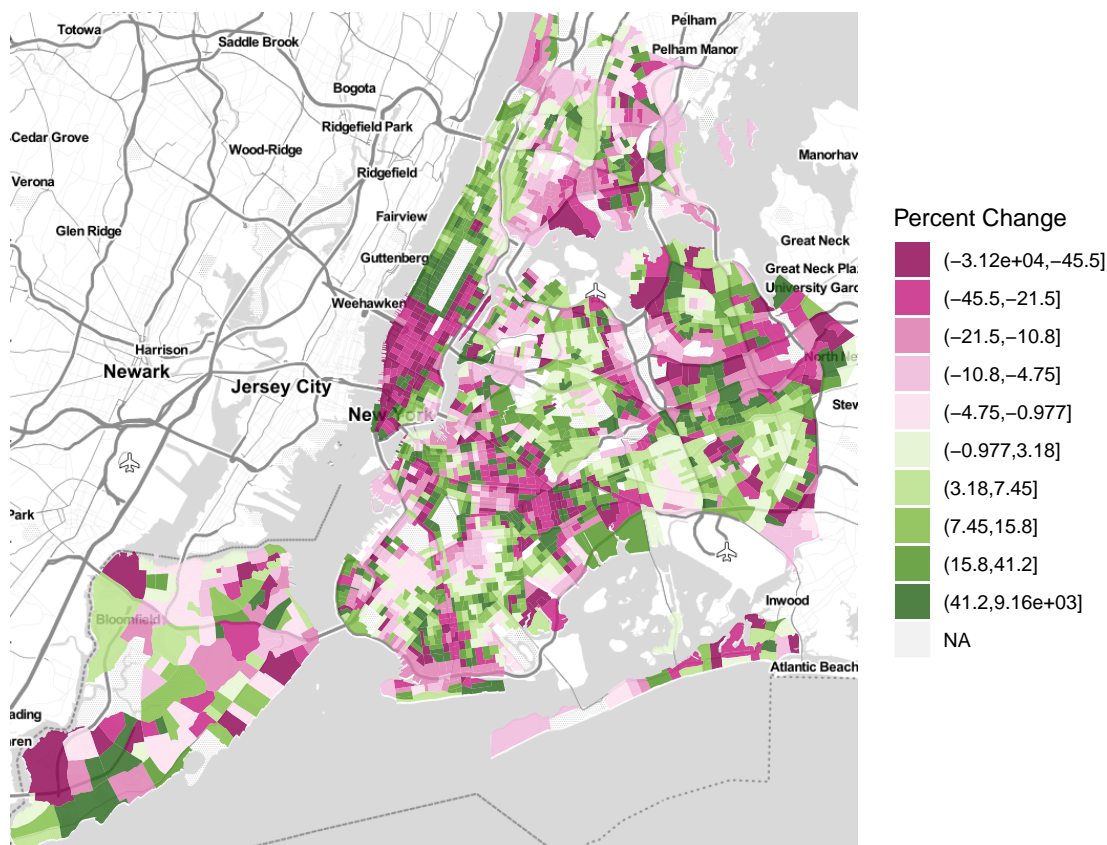 Totowa
Saddle Brook
Pelham
Pelham Manor
Bogota
Ridgefield Park
Cedar Grove
Wood-Ridge
Manorhav
Verona
Ridgefield
Fairview
Glen Ridge
Great Neck
Guttenberg
Great Neck Plaz
University Gard
Weehawken
Harrison
North Ne
Newark
Jersey City
Stew
New York
Park
Inwood
Bloomfield
Atlantic Beach
ading
aren
Percent Change
(−3.12e+04,−45.5]
(−45.5,−21.5]
(−21.5,−10.8]
(−10.8,−4.75]
(−4.75,−0.977]
(−0.977,3.18]
(3.18,7.45]
(7.45,15.8]
(15.8,41.2]
(41.2,9.16e+03]
NA